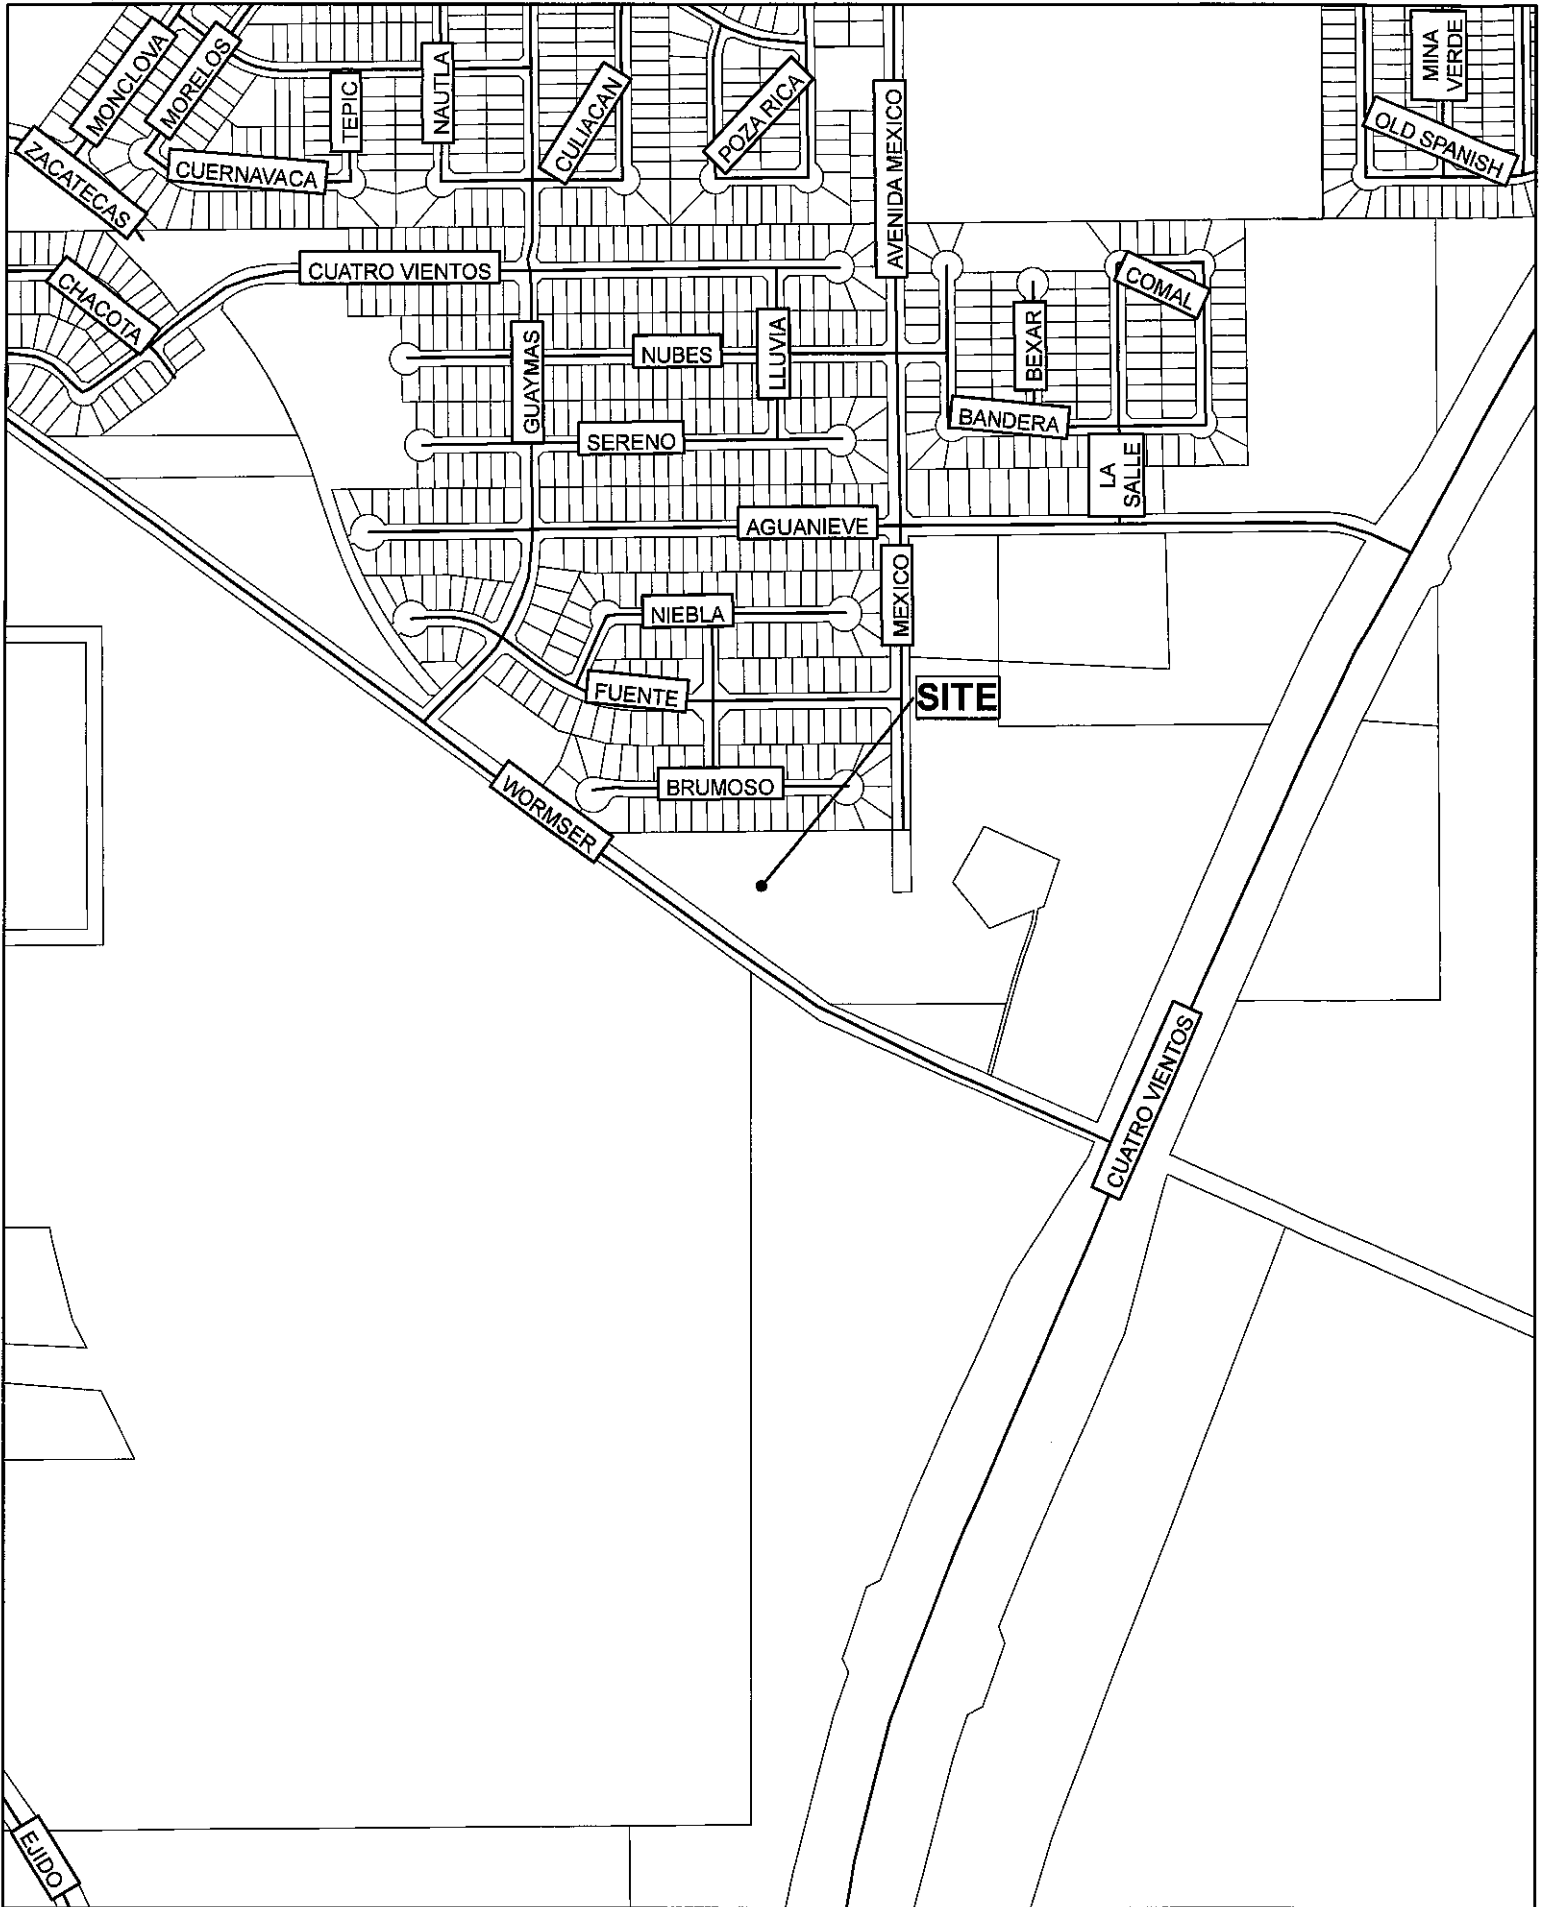 MONCLOVA
MORELOS
TEPIC
NAUTLA
CULIACAN
POZA RICA
AVENIDA MEXICO
MINA
VERDE
OLD SPANISH
ZACATECAS
CUERNAVACA
CHACOTA
CUATRO VIENTOS
COMAL
GUAYMAS
NUBES
LLUVIA
BEXAR
SERENO
BANDERA
LA
SALLE
AGUANIEVE
NIEBLA
MEXICO
FUENTE
SITE
BRUMOSO
WORMSER
CUATRO VIENTOS
EJIDO